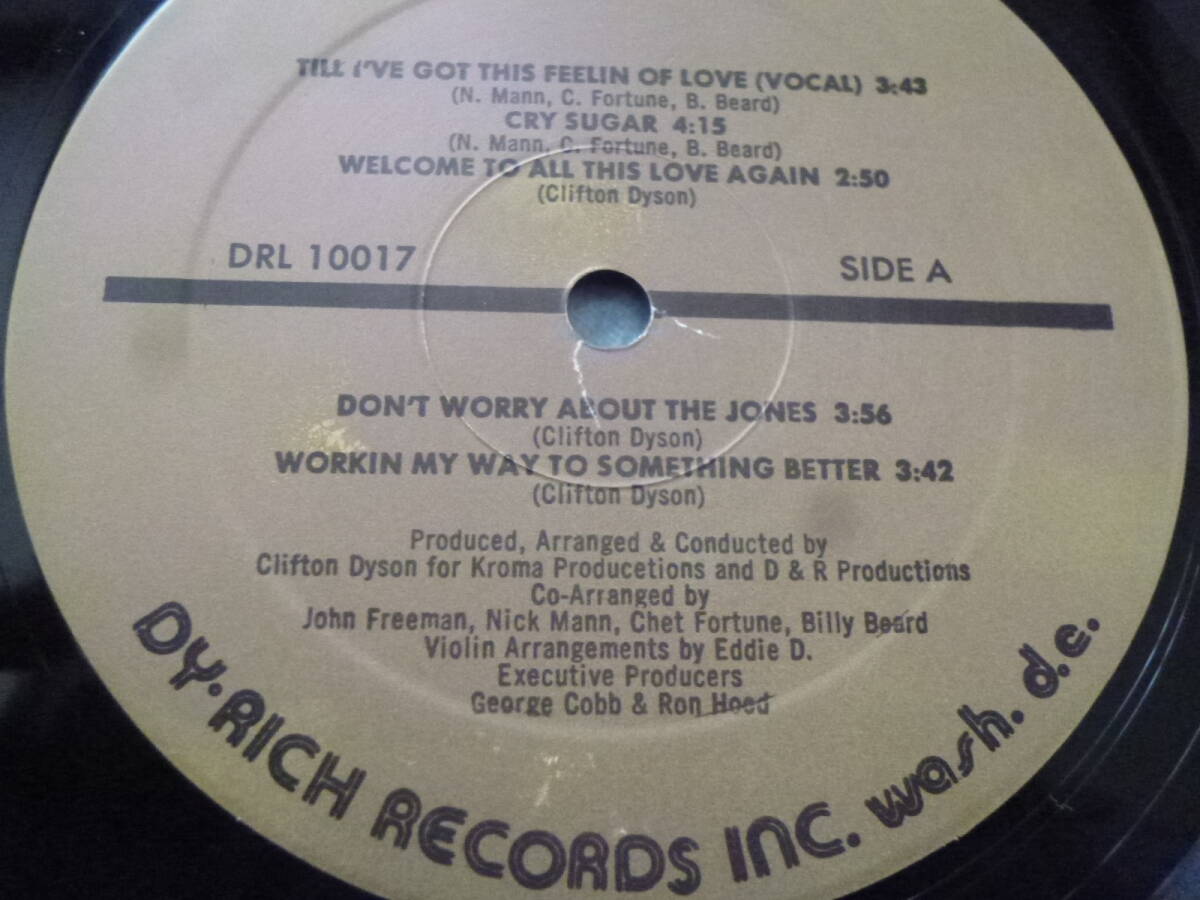 TILL I'VE GOT THIS FEELIN OF LOVE (VOCAL) 3:43
(N. Mann, C. Fortune, B. Beard)
CRY SUGAR 4:15
(N. Mann, C. Fortune, B. Beard)
WELCOME TO ALL THIS LOVE AGAIN 2:50
(Clifton Dyson)
DRL 10017
SIDE A
DON'T WORRY ABOUT THE JONES 3:56
(Clifton Dyson)
WORKIN MY WAY TO SOMETHING BETTER 3:42
(Clifton Dyson)
Produced, Arranged & Conducted by
Clifton Dyson for Kroma Producetions and D & R Productions
Co-Arranged by
John Freeman, Nick Mann, Chet Fortune, Billy Beard
Violin Arrangements by Eddie D.
Executive Producers
George Cobb & Ron Hoed
DY·RICH RECORDS INC. wash. d.c.